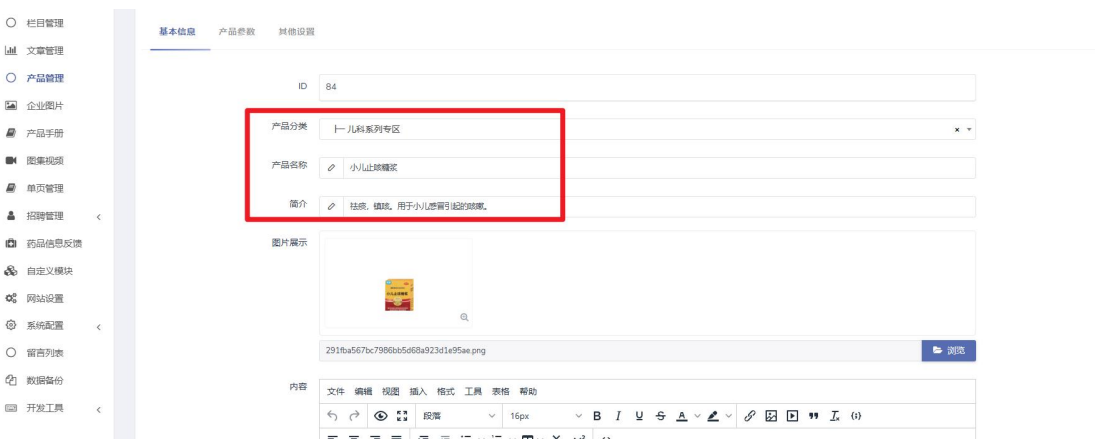 栏目管理
文章管理
产品管理
企业图片
产品手册
图集视频
单页管理
招聘管理
药品信息反馈
自定义模块
网站设置
系统配置
留言列表
数据备份
开发工具
基本信息 产品参数 其他设置
ID 84
产品分类 ├─ 儿科系列专区
产品名称 小儿止咳糖浆
简介 祛痰，镇咳。用于小儿感冒引起的咳嗽。
图片展示
小儿止咳糖浆
291fba567bc7986bb5d68a923d1e95ae.png 浏览
内容
文件 编辑 视图 插入 格式 工具 表格 帮助
段落 16px B I U S A